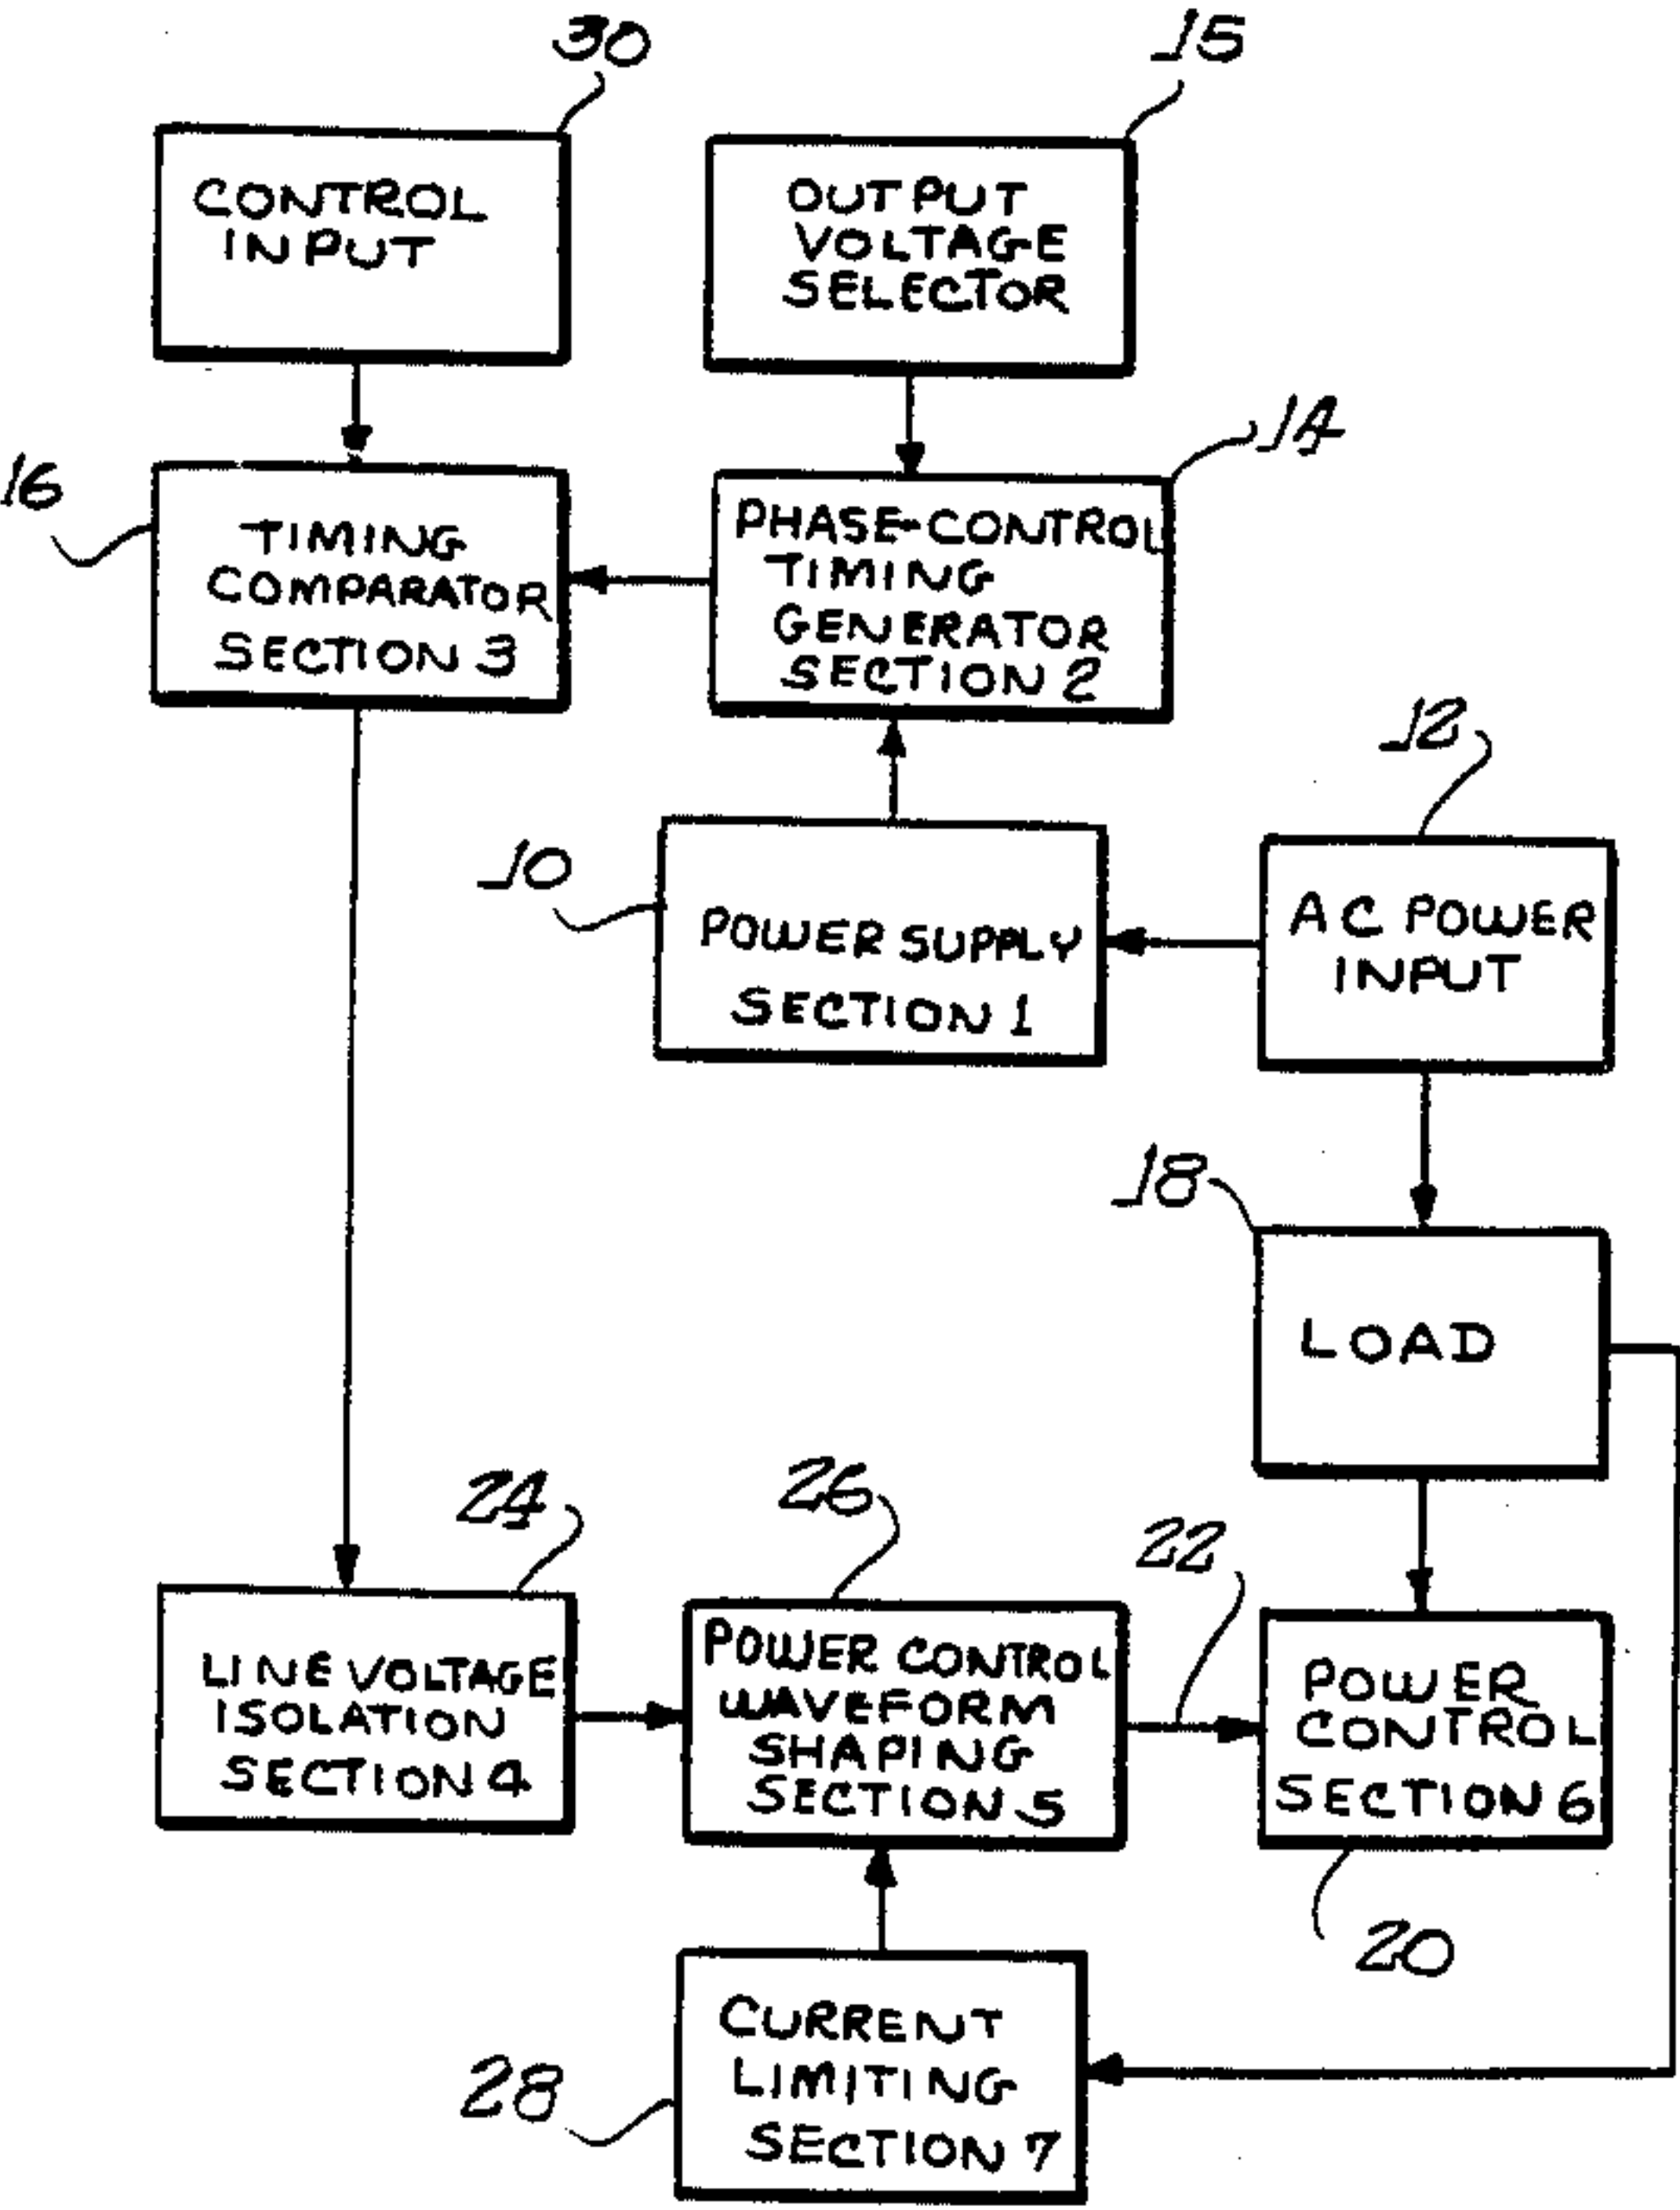 30
15
CONTROL
INPUT
OUTPUT
VOLTAGE
SELECTOR
14
16
TIMING
COMPARATOR
SECTION 3
PHASE-CONTROL
TIMING
GENERATOR
SECTION 2
12
10
POWER SUPPLY
SECTION 1
AC POWER
INPUT
18
LOAD
24
26
22
LINE VOLTAGE
ISOLATION
SECTION 4
POWER CONTROL
WAVEFORM
SHAPING
SECTION 5
POWER
CONTROL
SECTION 6
20
28
CURRENT
LIMITING
SECTION 7